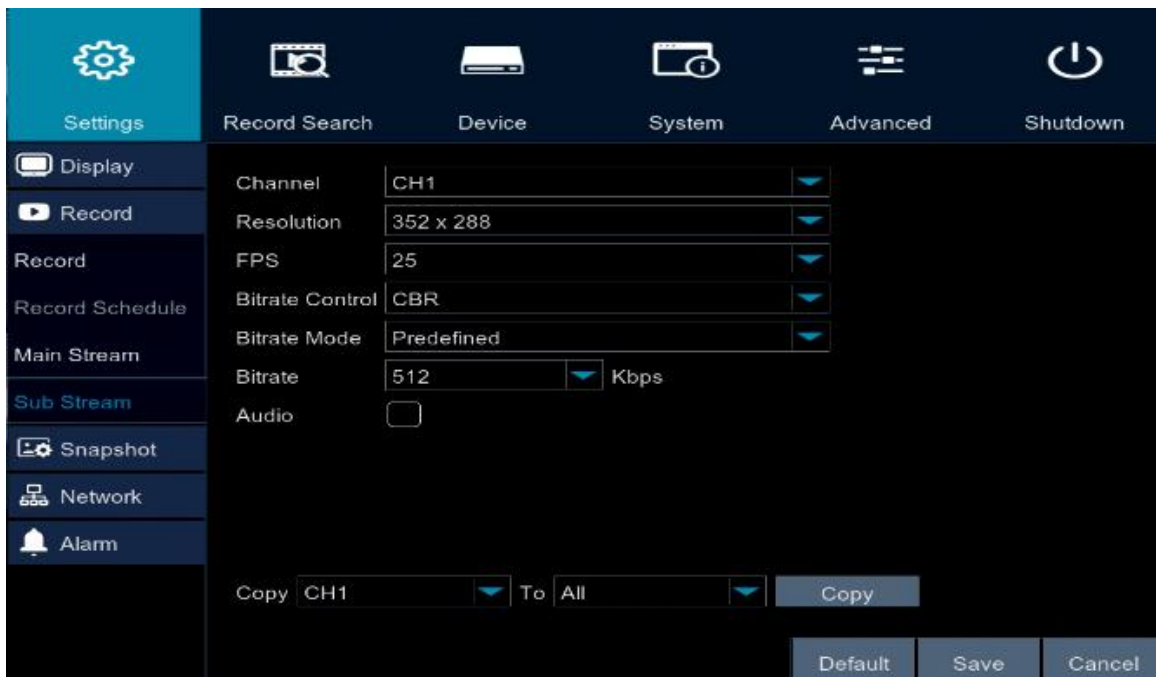 Settings Record Search Device System Advanced Shutdown
Display
Record
Record
Record Schedule
Main Stream
Sub Stream
Snapshot
Network
Alarm
Channel CH1
Resolution 352 x 288
FPS 25
Bitrate Control CBR
Bitrate Mode Predefined
Bitrate 512 Kbps
Audio
Copy CH1 To All Copy
Default Save Cancel